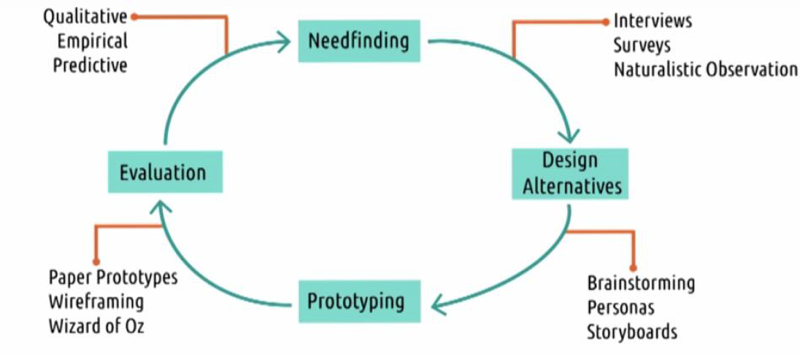 Qualitative
Empirical
Predictive
Needfinding
Interviews
Surveys
Naturalistic Observation
Evaluation
Design
Alternatives
Paper Prototypes
Wireframing
Wizard of Oz
Prototyping
Brainstorming
Personas
Storyboards